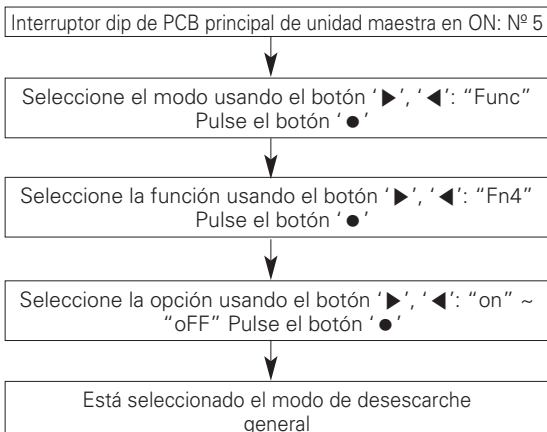 Interruptor dip de PCB principal de unidad maestra en ON: Nº 5
Seleccione el modo usando el botón ‘▶’, ‘◀’: “Func”
Pulse el botón ‘●’
Seleccione la función usando el botón ‘▶’, ‘◀’: “Fn4”
Pulse el botón ‘●’
Seleccione la opción usando el botón ‘▶’, ‘◀’: “on” ~
“oFF” Pulse el botón ‘●’
Está seleccionado el modo de desescarche
general